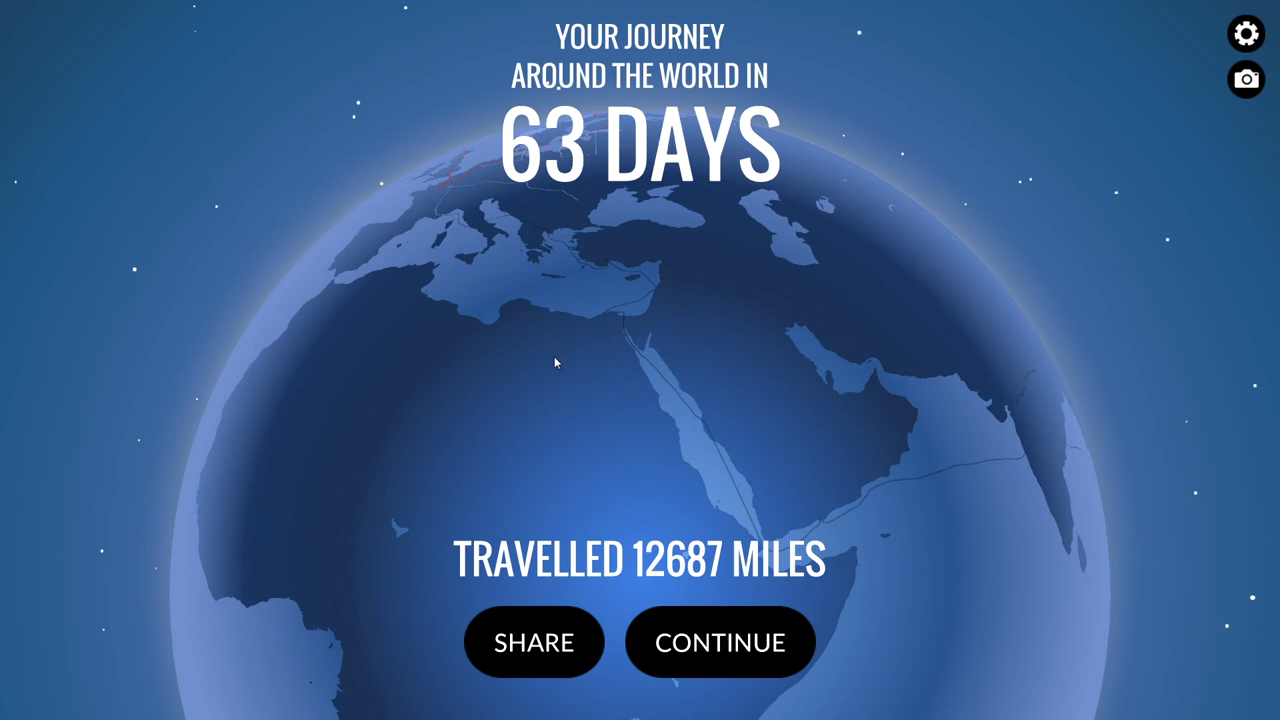 YOUR JOURNEY
AROUND THE WORLD IN
63 DAYS
TRAVELLED 12687 MILES
SHARE
CONTINUE